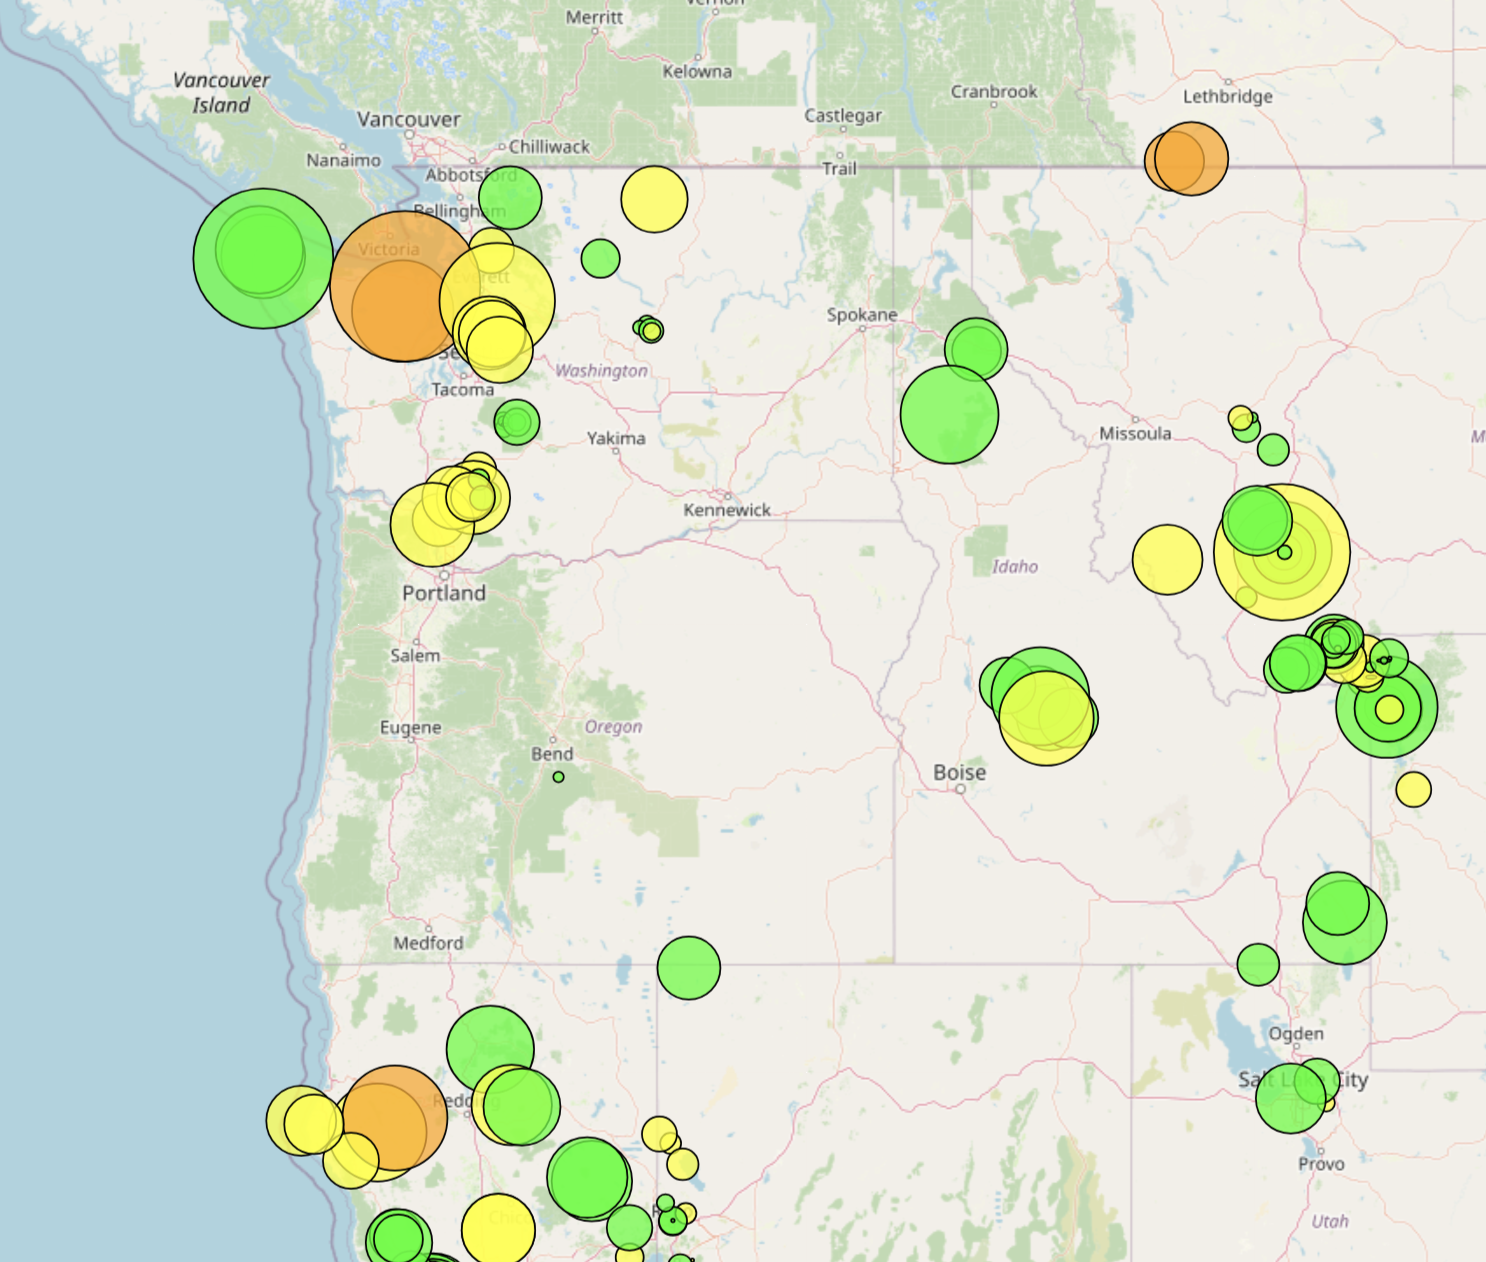 Merritt
Kelowna
Vancouver
Island
Cranbrook
Lethbridge
Vancouver
Castlegar
Nanaimo
Chilliwack
Trail
Abbotsford
Bellingham
Victoria
Spokane
Washington
Tacoma
Yakima
Missoula
Kennewick
Idaho
Portland
Salem
Eugene
Oregon
Bend
Boise
Medford
Ogden
Salt Lake City
Redding
Provo
Chico
Utah